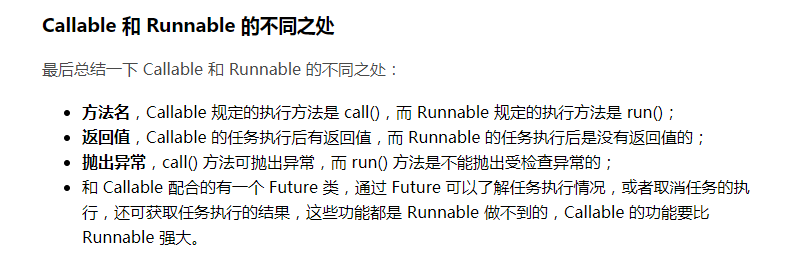 Callable 和 Runnable 的不同之处
最后总结一下 Callable 和 Runnable 的不同之处：
• 方法名，Callable 规定的执行方法是 call()，而 Runnable 规定的执行方法是 run()；
• 返回值，Callable 的任务执行后有返回值，而 Runnable 的任务执行后是没有返回值的；
• 抛出异常，call() 方法可抛出异常，而 run() 方法是不能抛出受检查异常的；
• 和 Callable 配合的有一个 Future 类，通过 Future 可以了解任务执行情况，或者取消任务的执
行，还可获取任务执行的结果，这些功能都是 Runnable 做不到的，Callable 的功能要比
Runnable 强大。